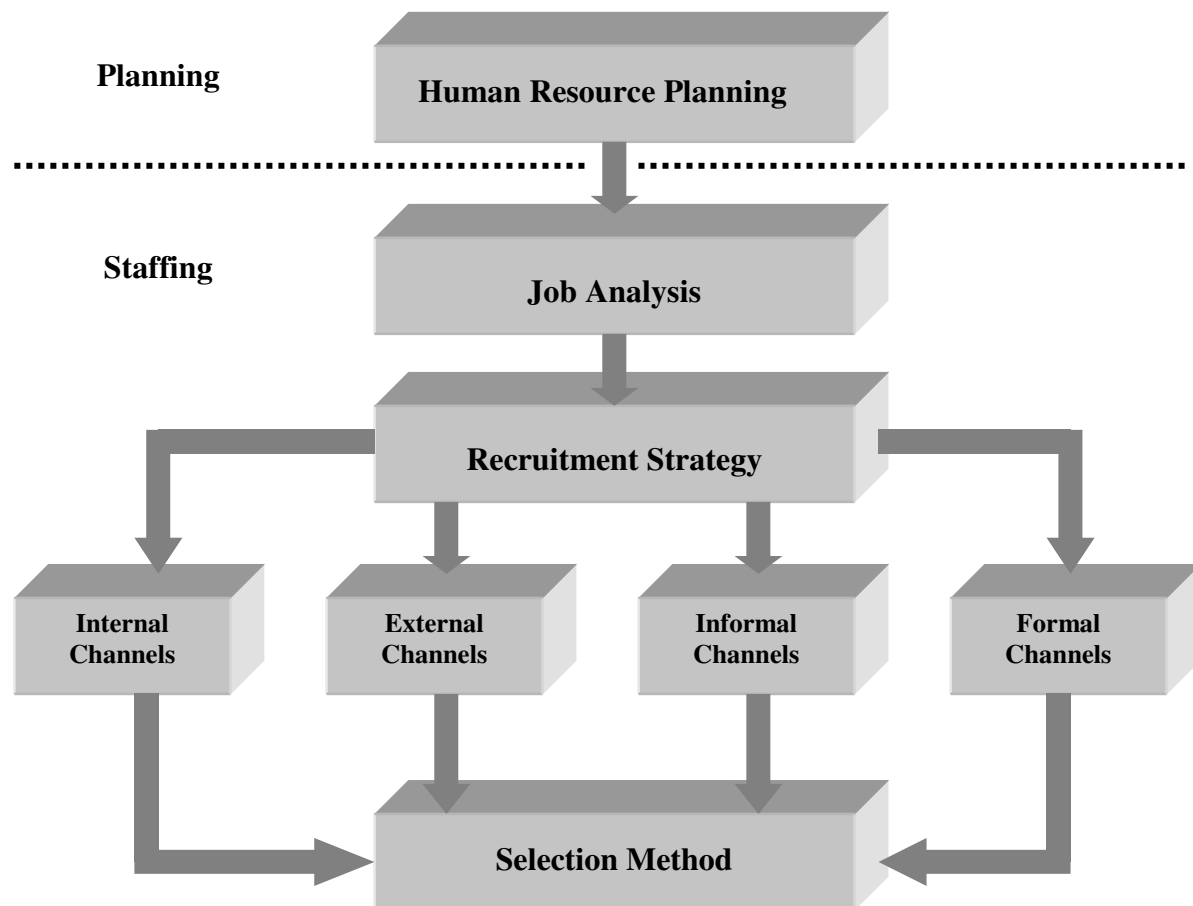 Planning
Human Resource Planning
Staffing
Job Analysis
Recruitment Strategy
Internal
Channels
External
Channels
Informal
Channels
Formal
Channels
Selection Method